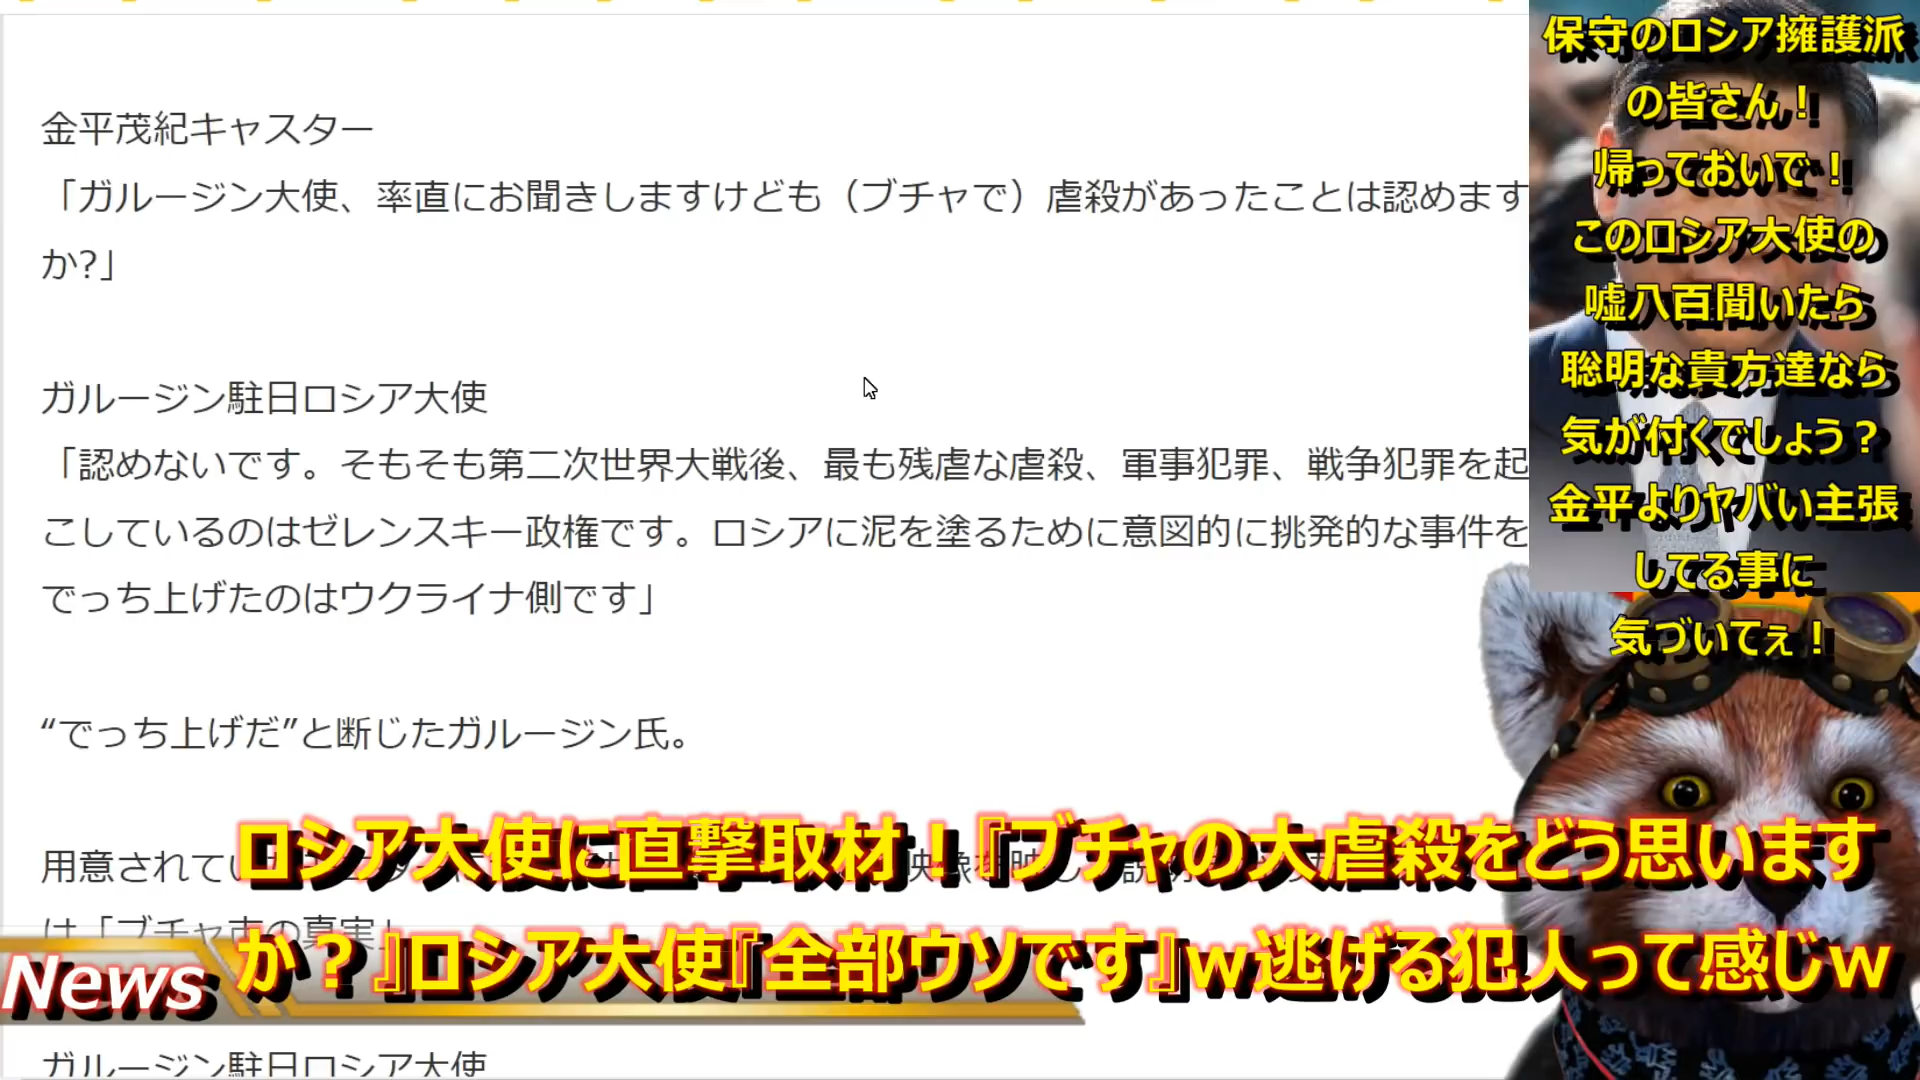 金平茂紀キャスター
「ガルージン大使、率直にお聞きしますけども（ブチャで）虐殺があったことは認めます
か?」
ガルージン駐日ロシア大使
「認めないです。そもそも第二次世界大戦後、最も残虐な虐殺、軍事犯罪、戦争犯罪を起
こしているのはゼレンスキー政権です。ロシアに泥を塗るために意図的に挑発的な事件を
でっち上げたのはウクライナ側です」
“でっち上げだ”と断じたガルージン氏。
用意されてい
は「ブチャ市の真実」
ガルージン駐日ロシア大使
保守のロシア擁護派
の皆さん！
帰っておいで！
このロシア大使の
嘘八百聞いたら
聡明な貴方達なら
気が付くでしょう？
金平よりヤバい主張
してる事に
気づいてぇ！
ロシア大使に直撃取材！『ブチャの大虐殺をどう思います
か？』ロシア大使『全部ウソです』ｗ逃げる犯人って感じｗ
News